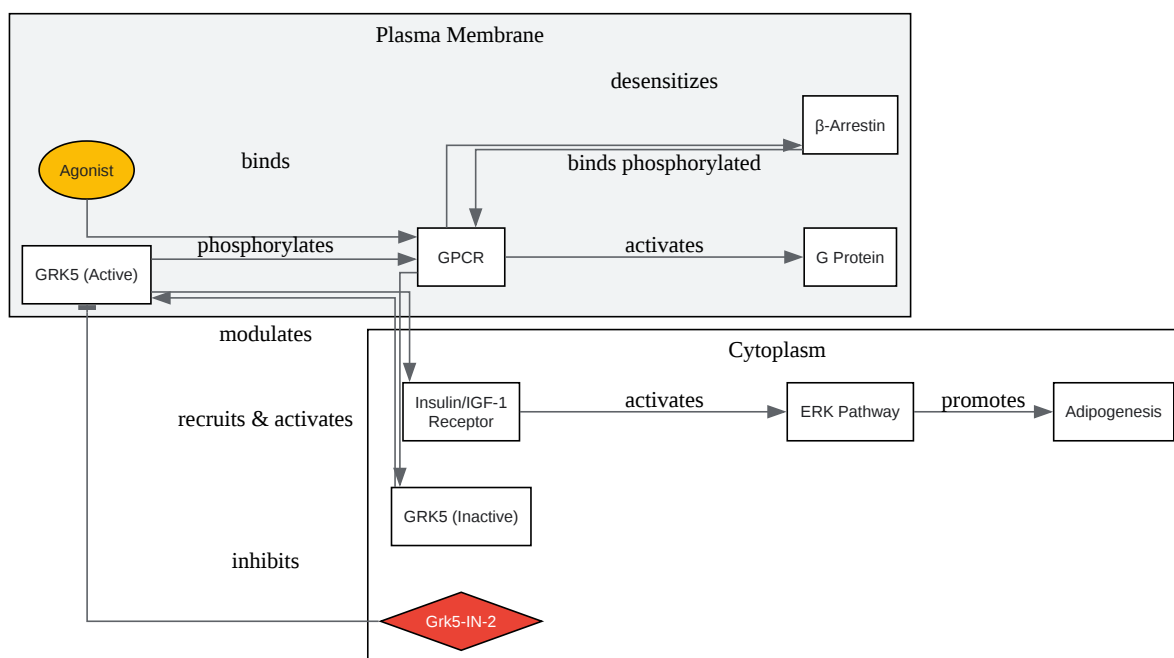 Plasma Membrane
desensitizes
β-Arrestin
binds
binds phosphorylated
Agonist
phosphorylates
activates
GPCR
G Protein
GRK5 (Active)
modulates
Cytoplasm
Insulin/IGF-1
Receptor
activates
ERK Pathway
promotes
Adipogenesis
recruits & activates
GRK5 (Inactive)
inhibits
Grk5-IN-2